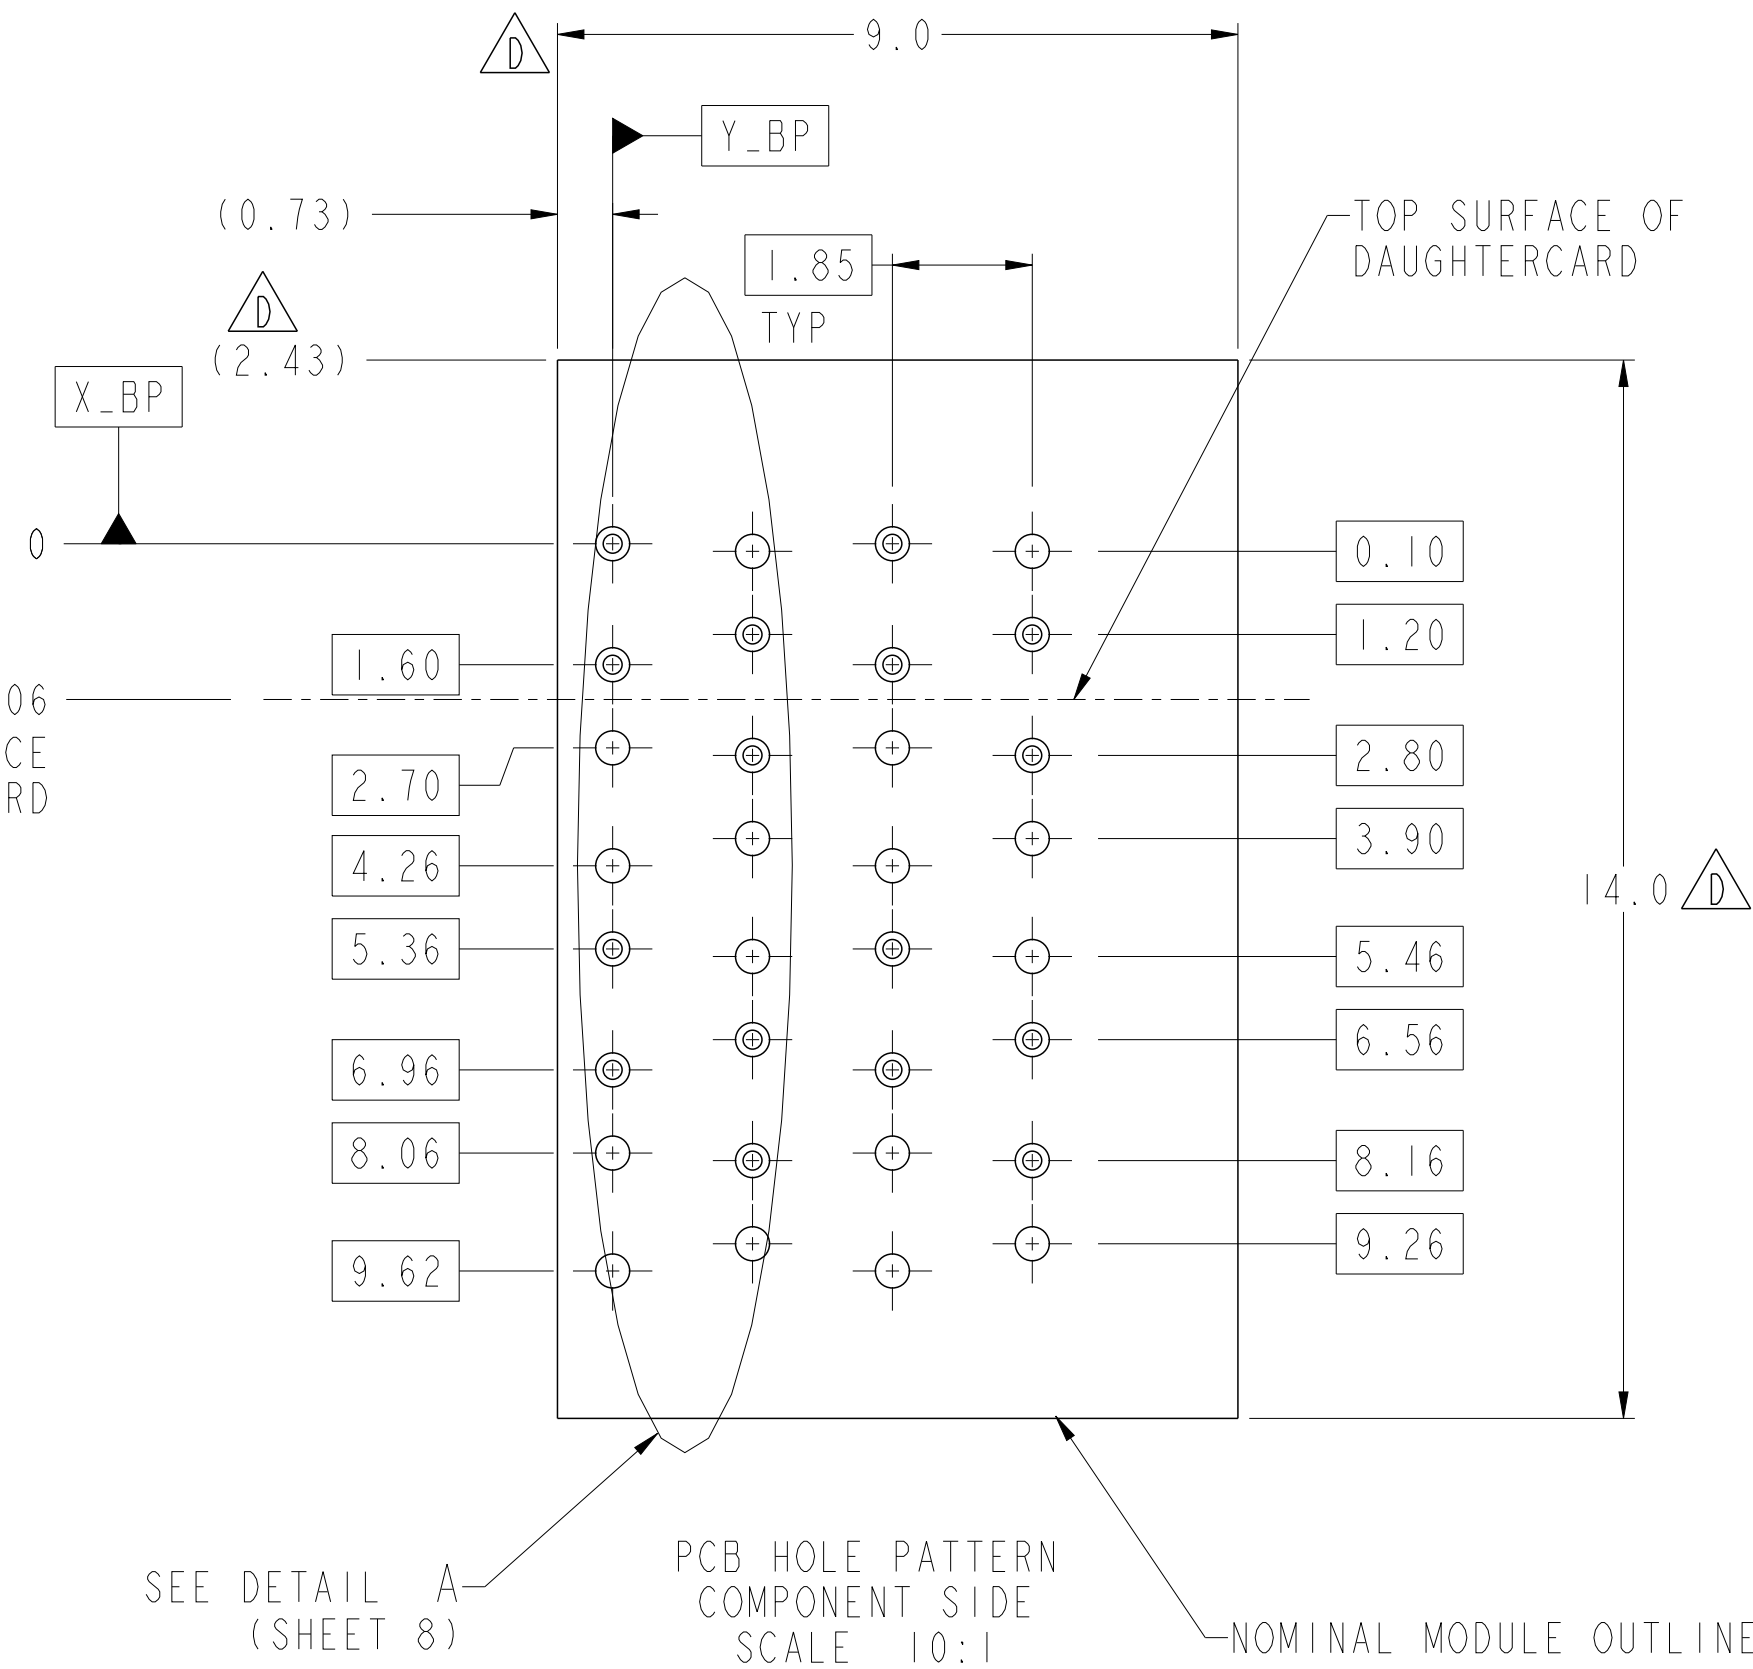 D
9.0
Y_BP
(0.73)
TOP SURFACE OF
DAUGHTERCARD
1.85
TYP
D
(2.43)
X_BP
0
0.10
1.20
1.60
06
CE
RD
2.70
2.80
3.90
4.26
14.0
D
5.36
5.46
6.56
6.96
8.06
8.16
9.26
9.62
SEE DETAIL A
(SHEET 8)
PCB HOLE PATTERN
COMPONENT SIDE
SCALE 10:1
NOMINAL MODULE OUTLINE